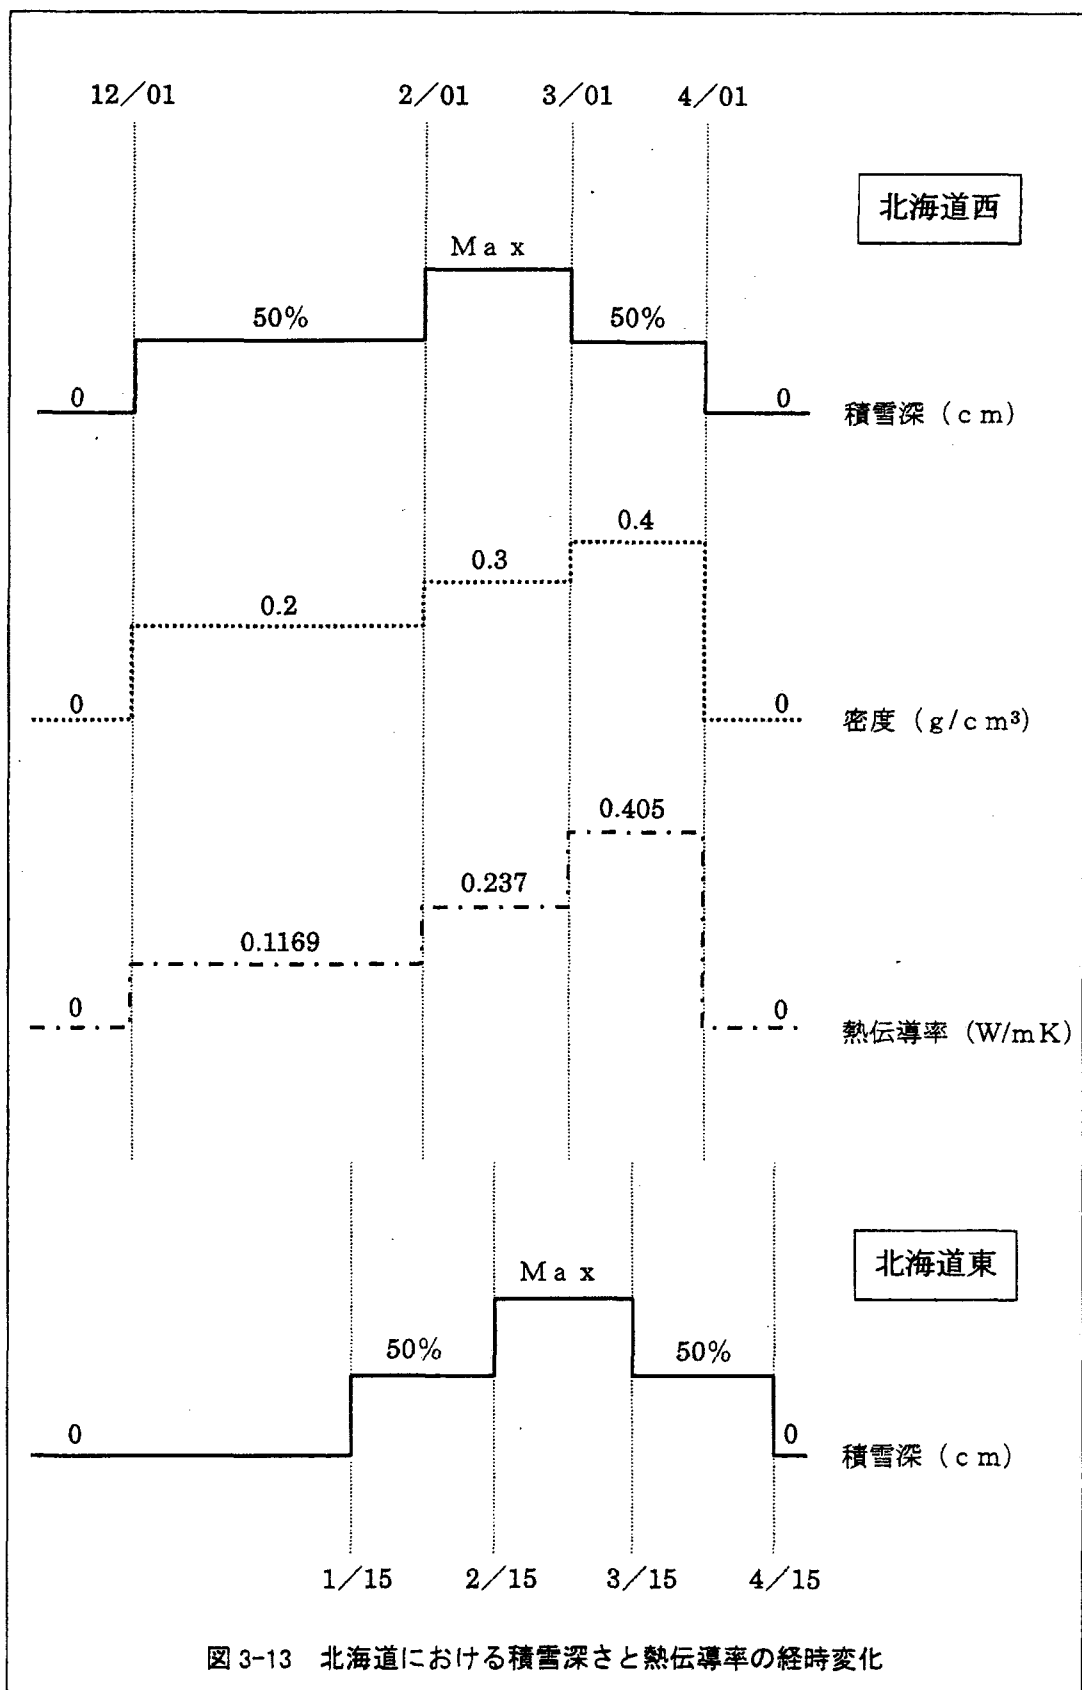 12／01 2／01 3／01 4／01
北海道西
Max
50% 50%
0 0
積雪深（cm）
0.4
0.3
0.2
0 0
密度（g/cm³）
0.405
0.237
0.1169
0 0
熱伝導率（W/mK）
北海道東
Max
50% 50%
0 0
積雪深（cm）
1／15 2／15 3／15 4／15
図3-13 北海道における積雪深さと熱伝導率の経時変化